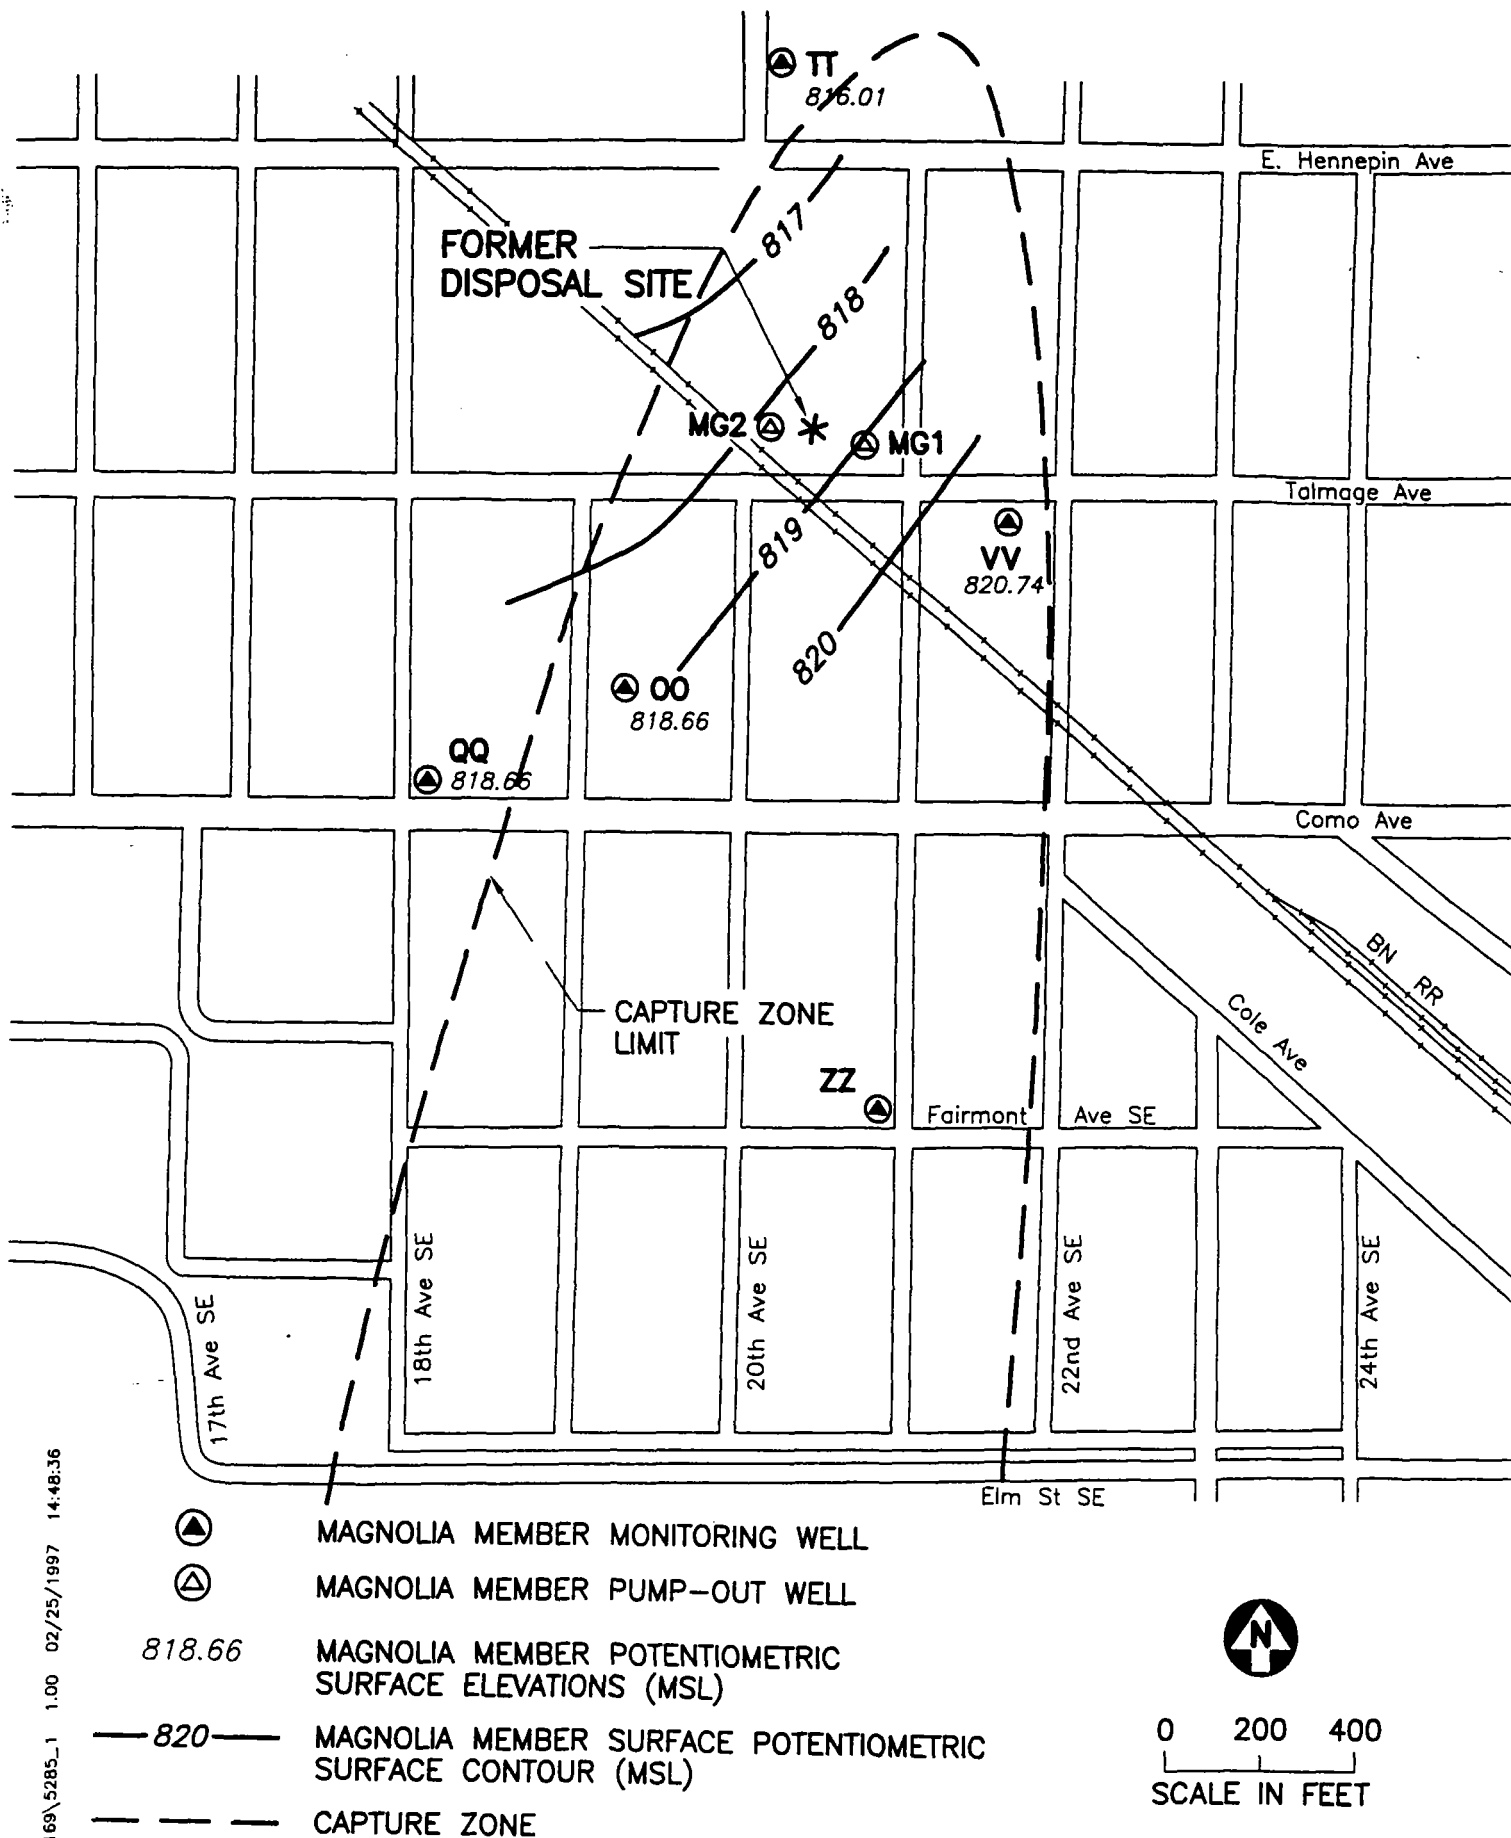 TT
816.01
E. Hennepin Ave
FORMER
DISPOSAL SITE
817
818
MG2
MG1
Talmage Ave
819
VV
820.74
820
OO
818.66
QQ
818.66
Como Ave
BN RR
Cole Ave
CAPTURE ZONE
LIMIT
ZZ
Fairmont Ave SE
17th Ave SE
18th Ave SE
20th Ave SE
22nd Ave SE
24th Ave SE
Elm St SE
MAGNOLIA MEMBER MONITORING WELL
MAGNOLIA MEMBER PUMP-OUT WELL
818.66
MAGNOLIA MEMBER POTENTIOMETRIC
SURFACE ELEVATIONS (MSL)
820
MAGNOLIA MEMBER SURFACE POTENTIOMETRIC
SURFACE CONTOUR (MSL)
CAPTURE ZONE
N
0 200 400
SCALE IN FEET
169\5285_1 1.00 02/25/1997 14:48:36